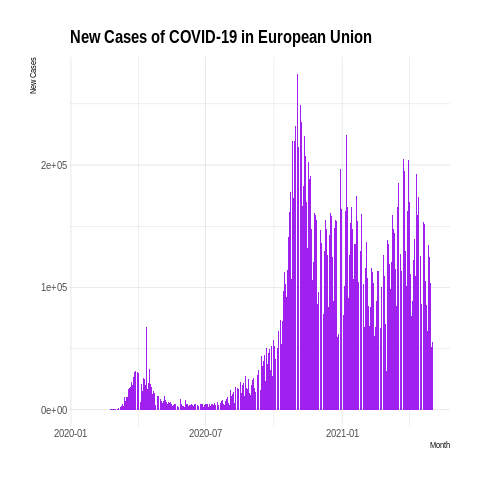 New Cases of COVID-19 in European Union
New Cases
2e+05
1e+05
0e+00
2020-01 2020-07 2021-01
Month